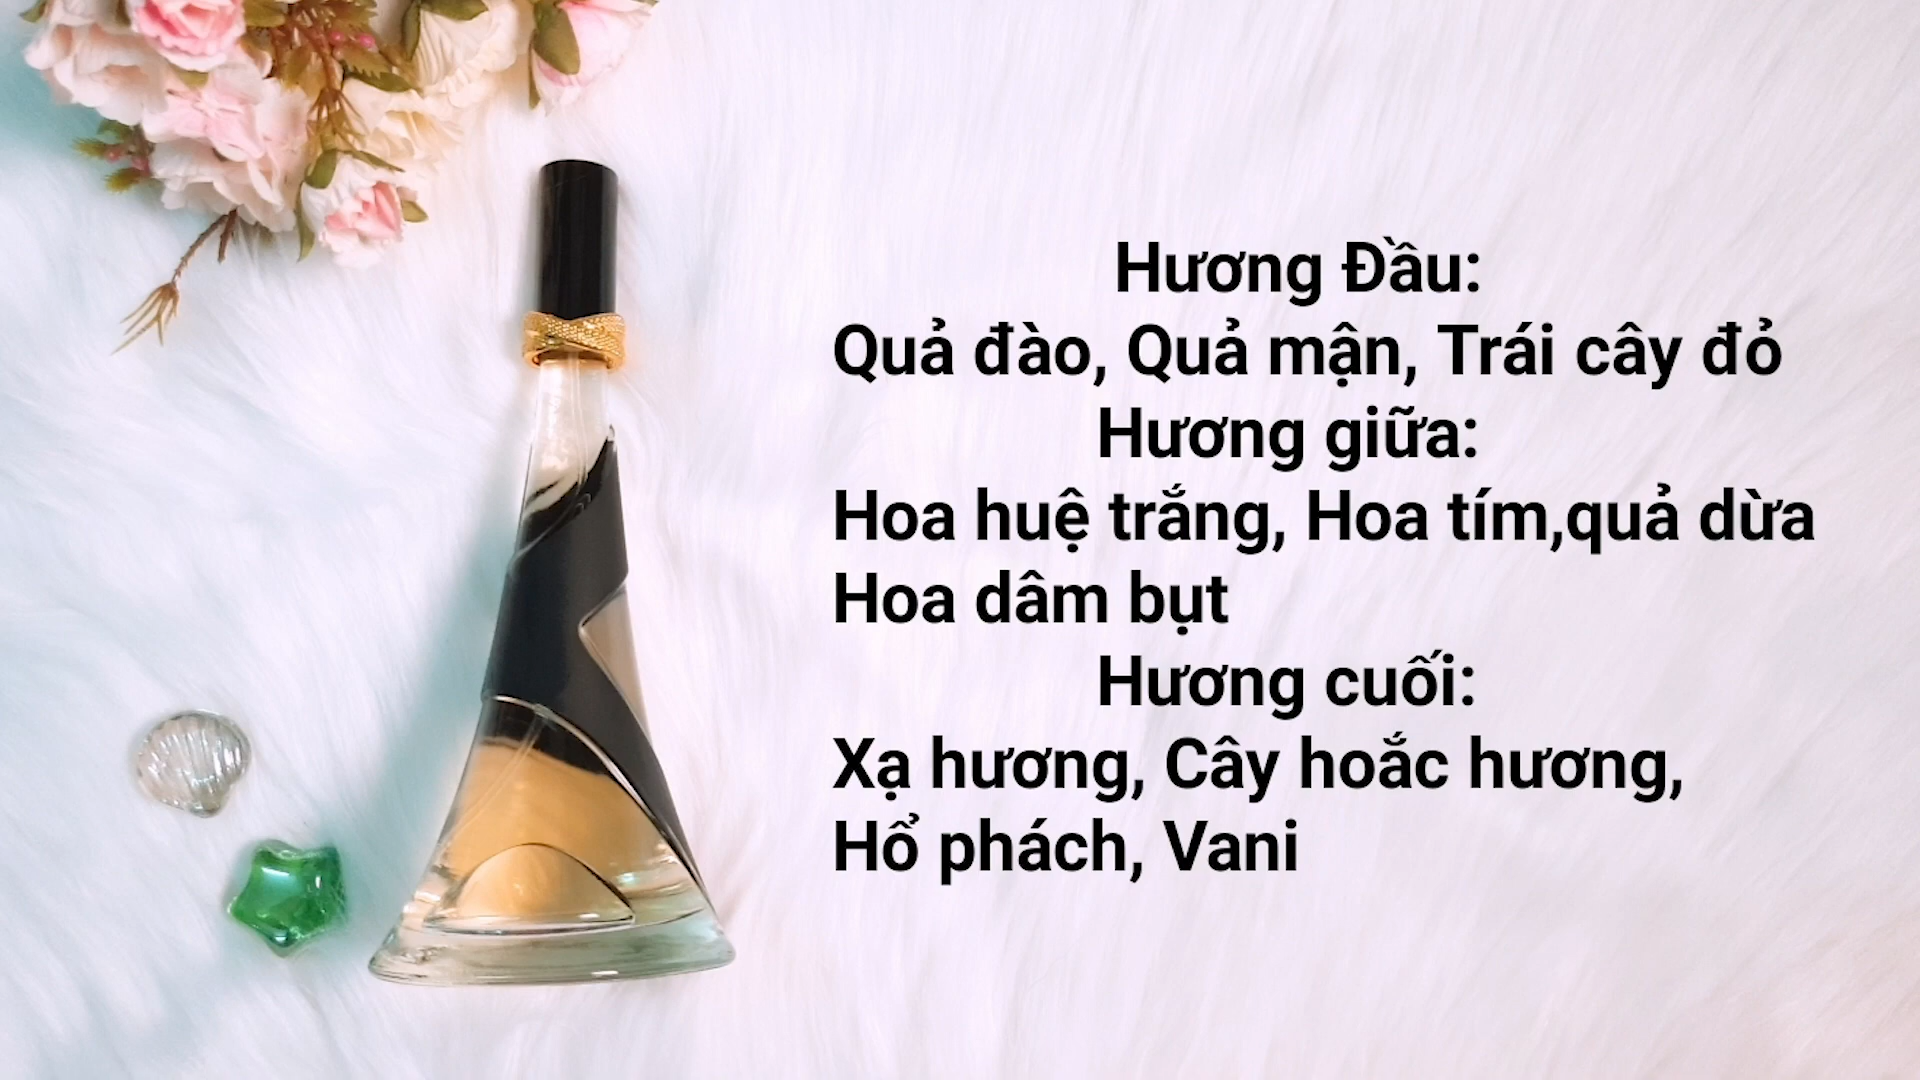 Hương Đầu:
Quả đào, Quả mận, Trái cây đỏ
Hương giữa:
Hoa huệ trắng, Hoa tím,quả dừa
Hoa dâm bụt
Hương cuối:
Xạ hương, Cây hoắc hương,
Hổ phách, Vani